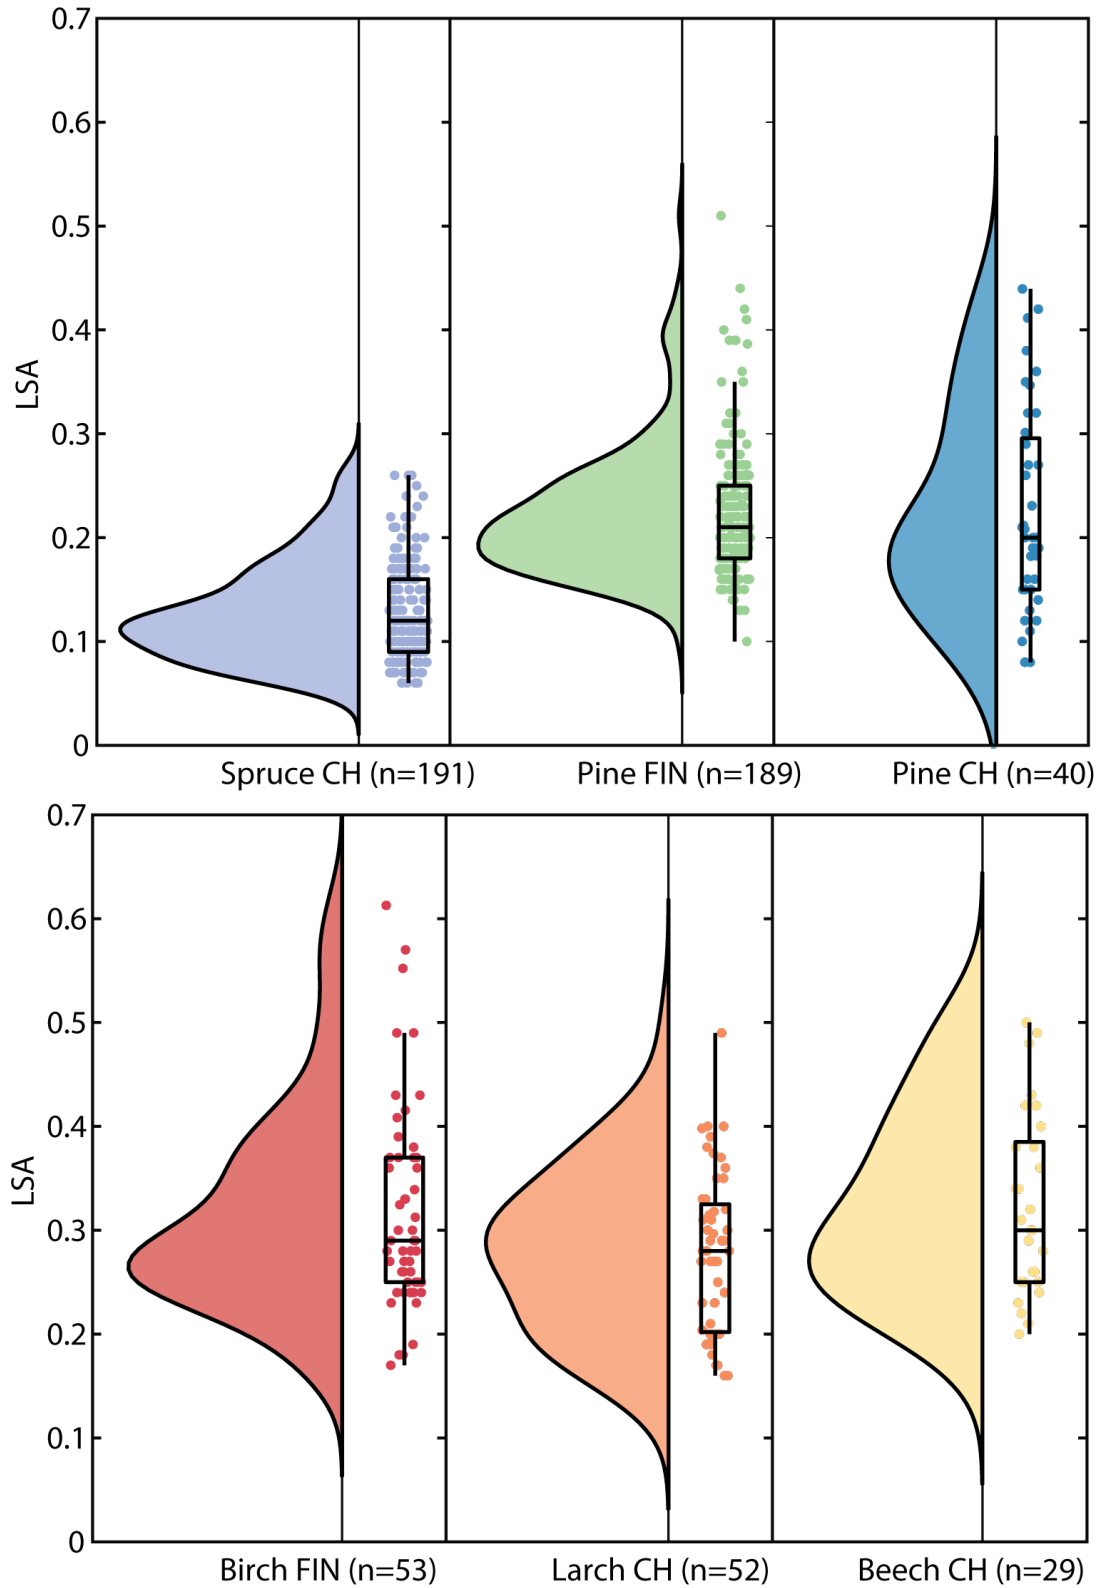 0.7
0.6
0.5
0.4
0.3
0.2
0.1
0
LSA
Spruce CH (n=191)
Pine FIN (n=189)
Pine CH (n=40)
0.7
0.6
0.5
0.4
0.3
0.2
0.1
0
LSA
Birch FIN (n=53)
Larch CH (n=52)
Beech CH (n=29)